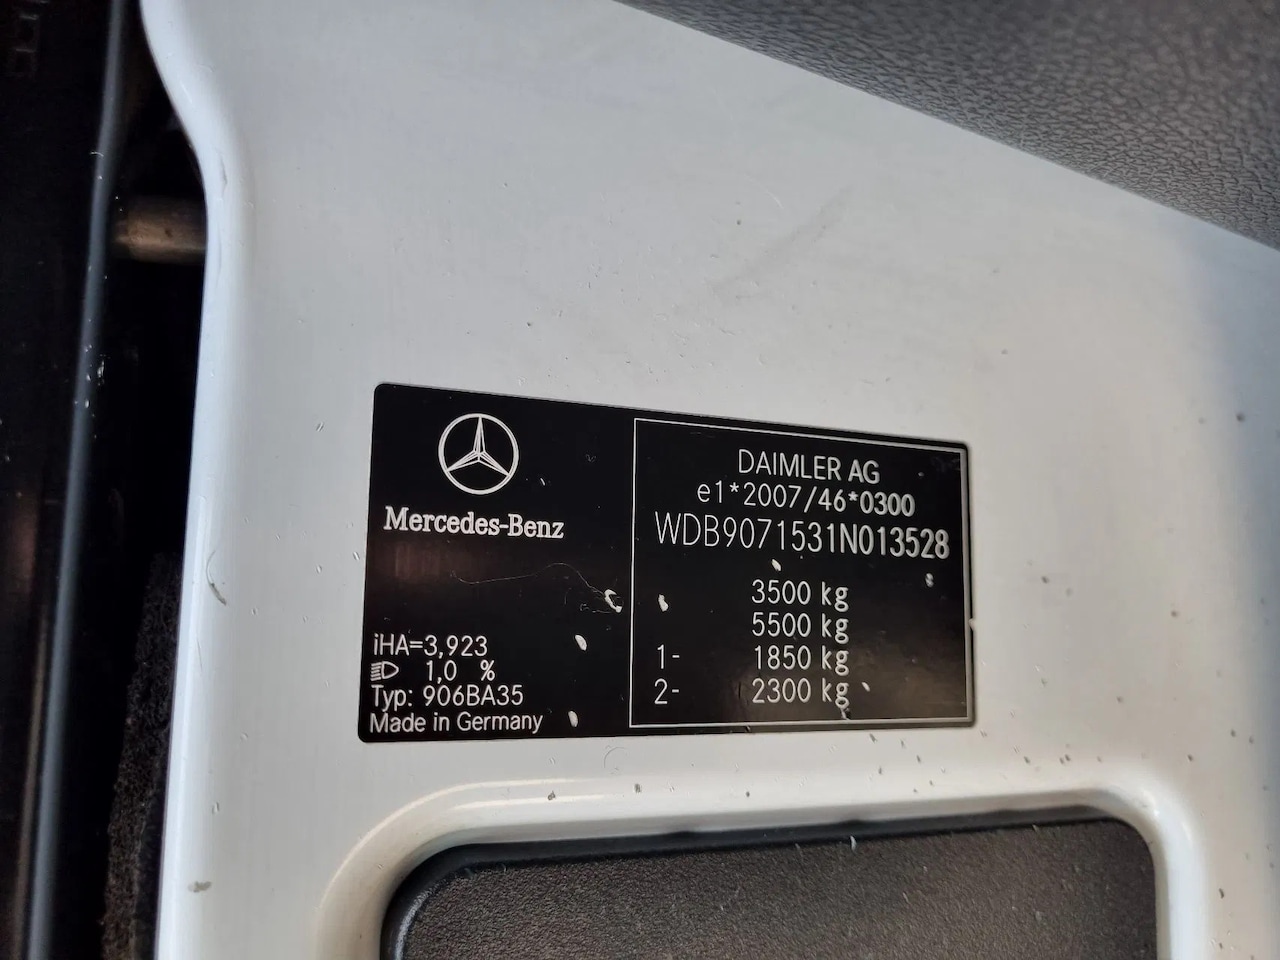 Mercedes-Benz
iHA=3,923
1,0 %
Typ: 906BA35
Made in Germany
DAIMLER AG
e1*2007/46*0300
WDB9071531N013528
3500 kg
5500 kg
1- 1850 kg
2- 2300 kg